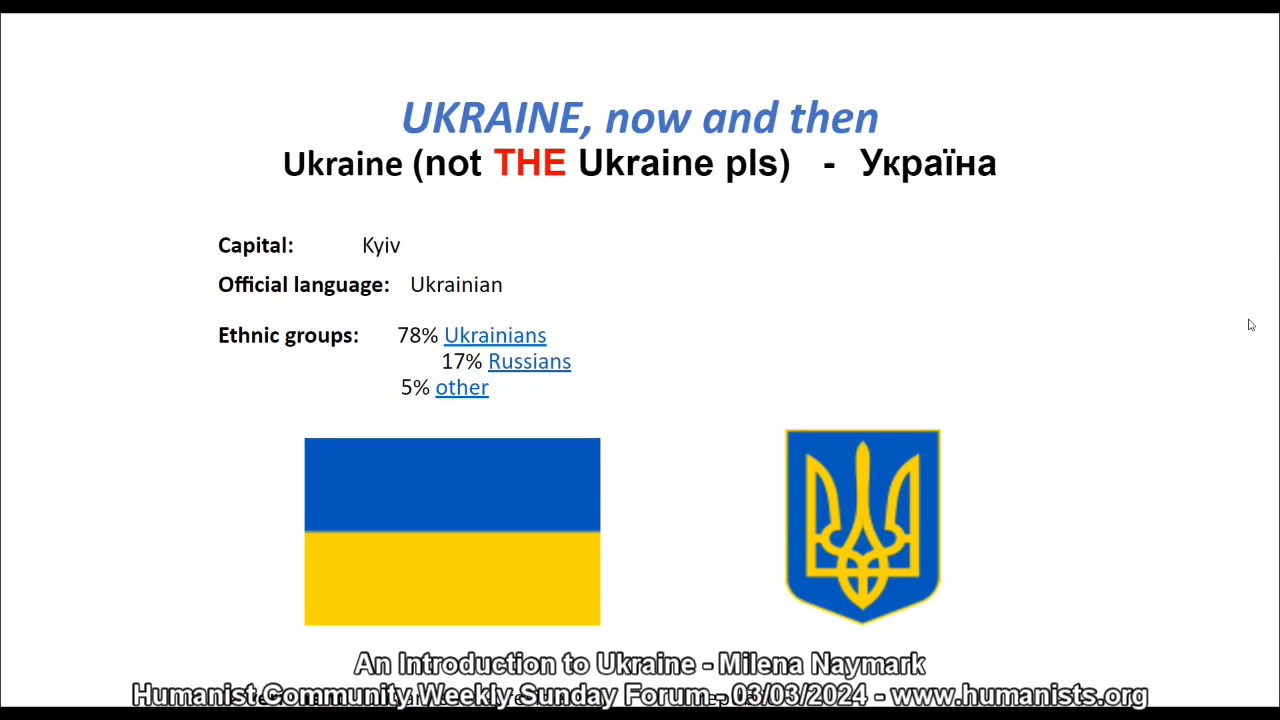 UKRAINE, now and then
Ukraine (not THE Ukraine pls) - Україна
Capital: Kyiv
Official language: Ukrainian
Ethnic groups: 78% Ukrainians
17% Russians
5% other
An Introduction to Ukraine - Milena Naymark
Humanist Community Weekly Sunday Forum - 03/03/2024 - www.humanists.org